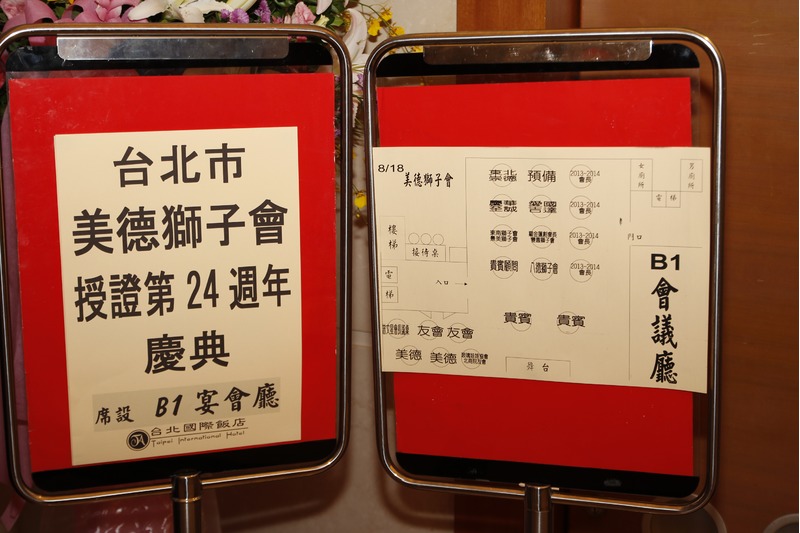 台北市
美德獅子會
授證第24週年
慶典
席設 B1宴會廳
台北國際飯店
Taipei International Hotel
8/18
美德獅子會
預備
2013-2014
會長
2013-2014
會長
2013-2014
會長
貴賓顧問
八德獅子會
2013-2014
會長
貴賓
貴賓
樓梯
接待桌
電梯
入口
友會
友會
美德
美德
舞台
女廁所
男廁所
電梯
門口
B1
會議廳